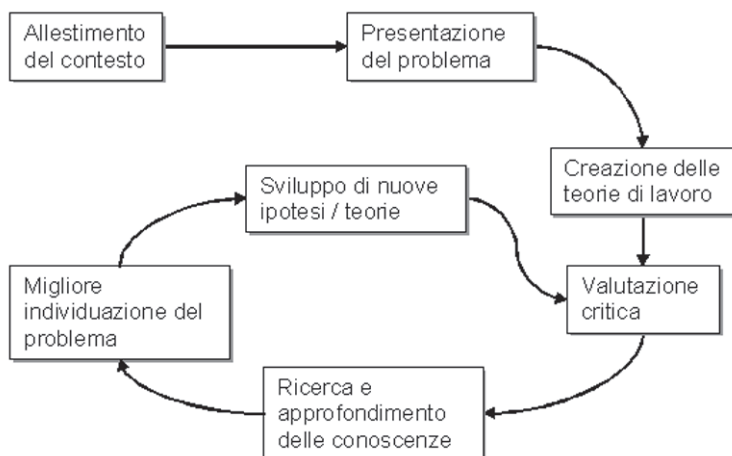 Allestimento
del contesto
Presentazione
del problema
Creazione delle
teorie di lavoro
Sviluppo di nuove
ipotesi / teorie
Valutazione
critica
Migliore
individuazione del
problema
Ricerca e
approfondimento
delle conoscenze